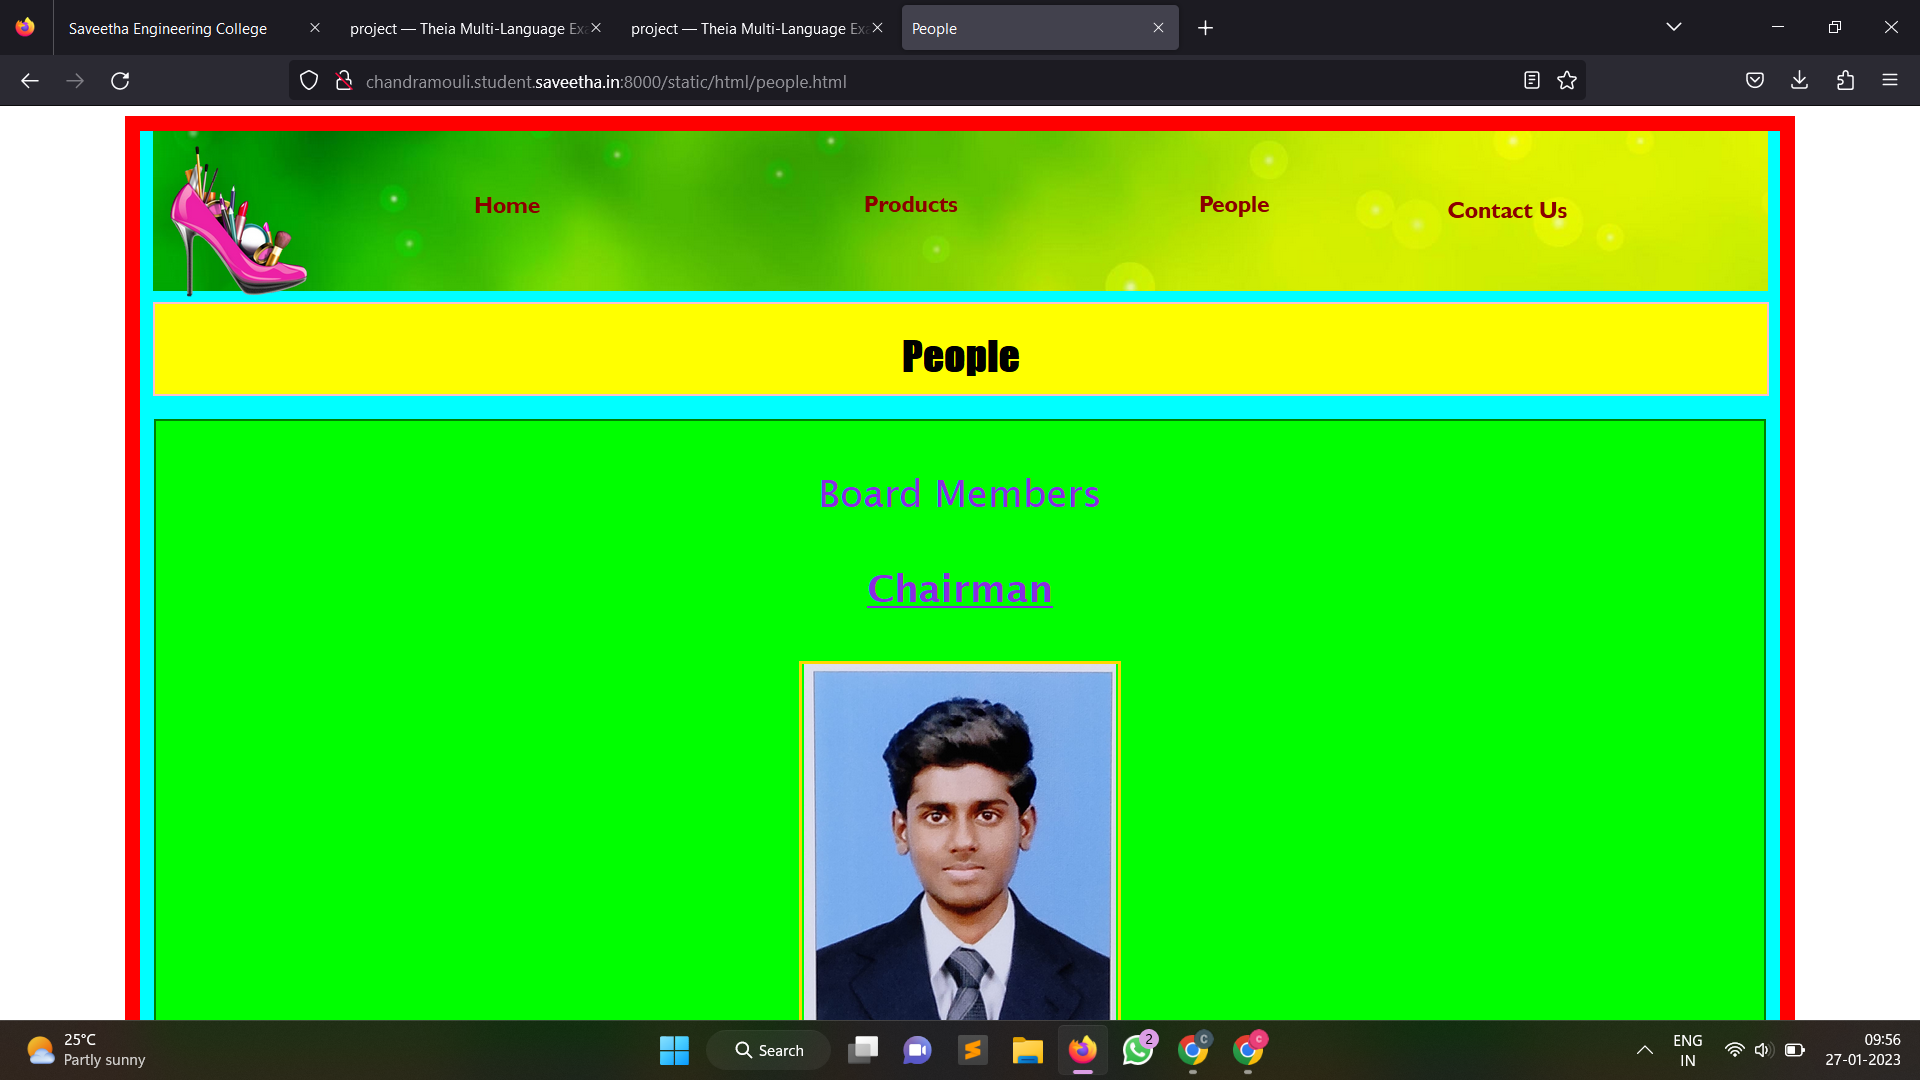 Saveetha Engineering College
project — Theia Multi-Language Exa
project — Theia Multi-Language Exa
People
chandramouli.student.saveetha.in:8000/static/html/people.html
Home
Products
People
Contact Us
People
Board Members
Chairman
25°C
Partly sunny
Search
2
C
C
ENG
IN
09:56
27-01-2023